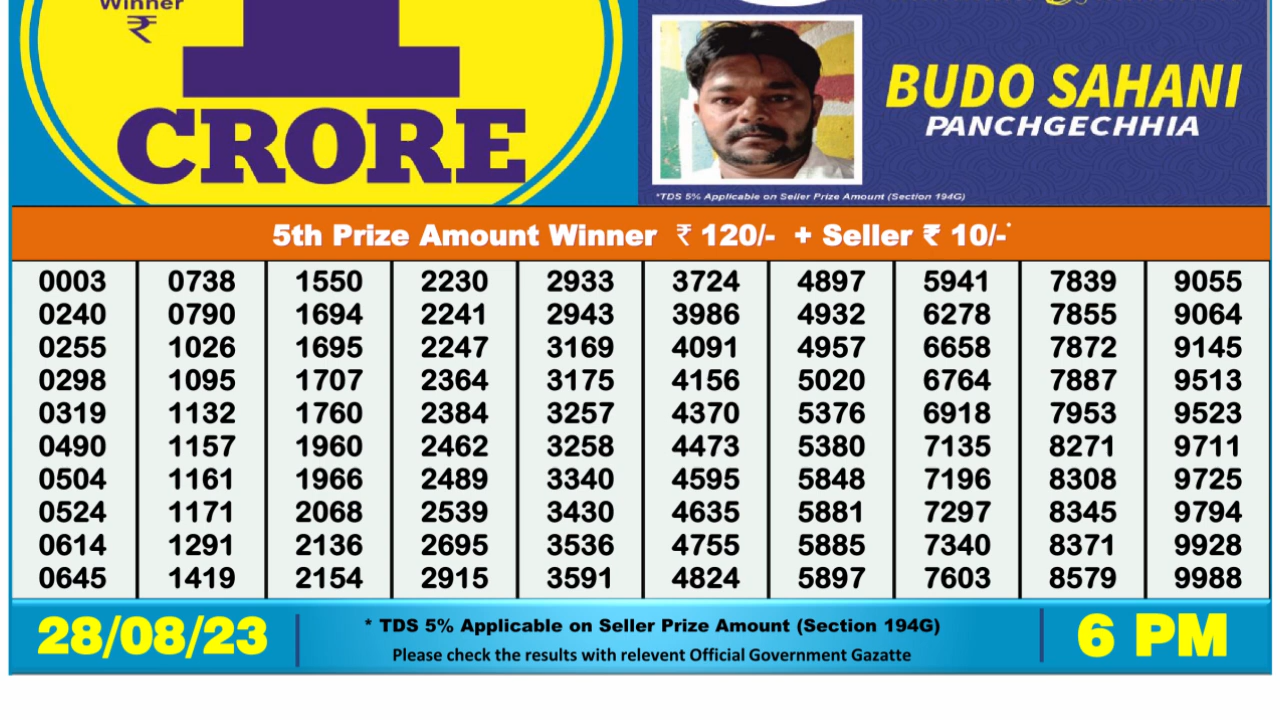 Winner
₹
1
CRORE
BUDO SAHANI
PANCHGECHHIA
*TDS 5% Applicable on Seller Prize Amount (Section 194G)
5th Prize Amount Winner ₹ 120/- + Seller ₹ 10/-*
0003 0738 1550 2230 2933 3724 4897 5941 7839 9055
0240 0790 1694 2241 2943 3986 4932 6278 7855 9064
0255 1026 1695 2247 3169 4091 4957 6658 7872 9145
0298 1095 1707 2364 3175 4156 5020 6764 7887 9513
0319 1132 1760 2384 3257 4370 5376 6918 7953 9523
0490 1157 1960 2462 3258 4473 5380 7135 8271 9711
0504 1161 1966 2489 3340 4595 5848 7196 8308 9725
0524 1171 2068 2539 3430 4635 5881 7297 8345 9794
0614 1291 2136 2695 3536 4755 5885 7340 8371 9928
0645 1419 2154 2915 3591 4824 5897 7603 8579 9988
28/08/23
* TDS 5% Applicable on Seller Prize Amount (Section 194G)
Please check the results with relevent Official Government Gazatte
6 PM